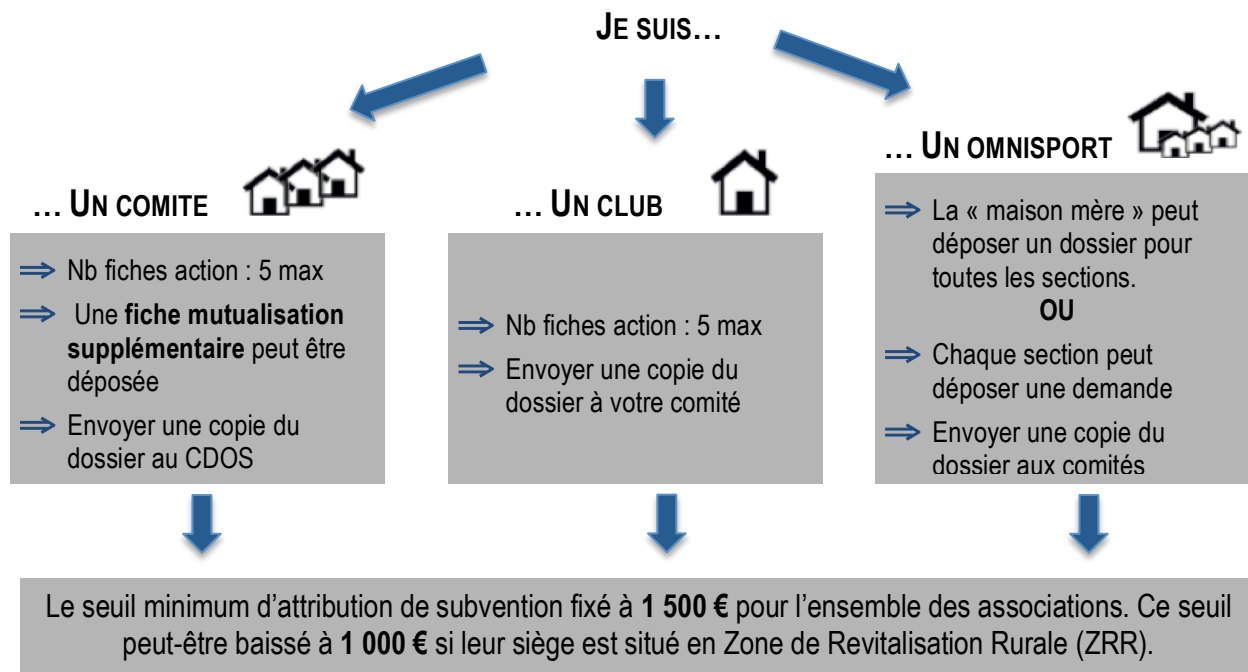 JE SUIS…
… UN COMITE
Nb fiches action : 5 max
Une fiche mutualisation
supplémentaire peut être
déposée
Envoyer une copie du
dossier au CDOS
… UN CLUB
Nb fiches action : 5 max
Envoyer une copie du
dossier à votre comité
… UN OMNISPORT
La « maison mère » peut
déposer un dossier pour
toutes les sections.
OU
Chaque section peut
déposer une demande
Envoyer une copie du
dossier aux comités
Le seuil minimum d’attribution de subvention fixé à 1 500 € pour l’ensemble des associations. Ce seuil
peut-être baissé à 1 000 € si leur siège est situé en Zone de Revitalisation Rurale (ZRR).